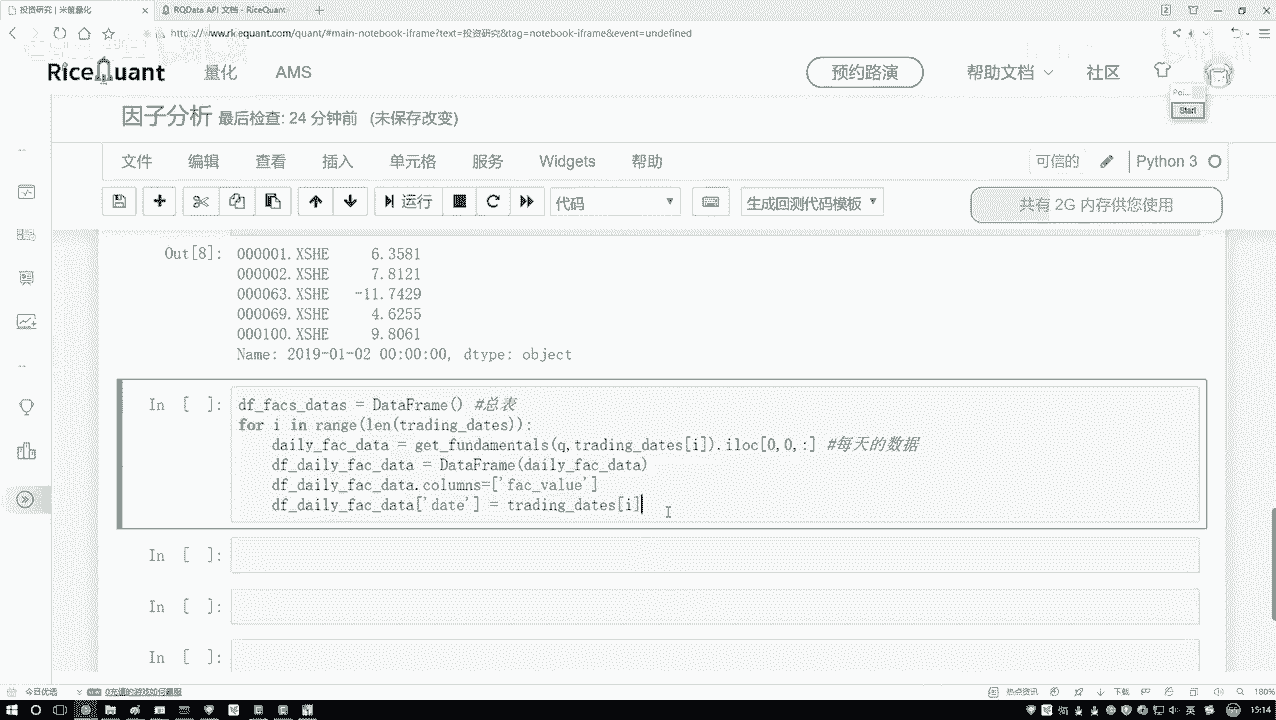 投资研究 | 米筐量化
RQData API 文档 - RiceQuant
www.ricequant.com/quant/#main-notebook-iframe?text=投资研究&tag=notebook-iframe&event=undefined
RiceQuant 量化 AMS 预约路演 帮助文档 社区
Start
因子分析 最后检查: 24 分钟前 (未保存改变)
文件 编辑 查看 插入 单元格 服务 Widgets 帮助 可信的 Python 3
运行 代码 生成回测代码模板 共有 2G 内存供您使用
Out[8]: 000001.XSHE 6.3581
000002.XSHE 7.8121
000063.XSHE -11.7429
000069.XSHE 4.6255
000100.XSHE 9.8061
Name: 2019-01-02 00:00:00, dtype: object
In [ ]: df_facs_datas = DataFrame() #总表
for i in range(len(trading_dates)):
daily_fac_data = get_fundamentals(q,trading_dates[i]).iloc[0,0,:] #每天的数据
df_daily_fac_data = DataFrame(daily_fac_data)
df_daily_fac_data.columns=['fac_value']
df_daily_fac_data['date'] = trading_dates[i]
In [ ]:
In [ ]:
In [ ]:
今日优选 热点资讯 下载 180%
英 15:14